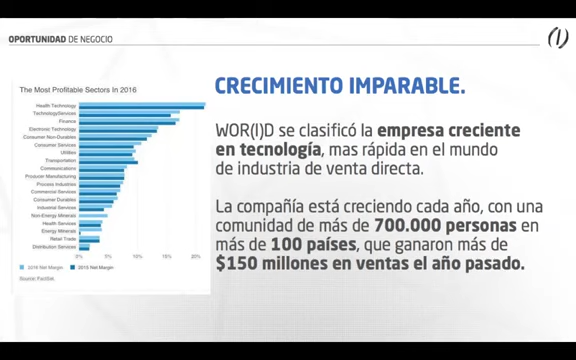 OPORTUNIDAD DE NEGOCIO
The Most Profitable Sectors In 2016
Health Technology
Technology Services
Finance
Electronic Technology
Consumer Non-Durables
Consumer Services
Utilities
Transportation
Communications
Producer Manufacturing
Process Industries
Commercial Services
Consumer Durables
Industrial Services
Non-Energy Minerals
Health Services
Energy Minerals
Retail Trade
Distribution Services
0%
5%
10%
15%
20%
2016 Net Margin
2015 Net Margin
Source: FactSet.
CRECIMIENTO IMPARABLE.
WOR(I)D se clasificó la empresa creciente
en tecnología, mas rápida en el mundo
de industria de venta directa.
La compañía está creciendo cada año, con una
comunidad de más de 700.000 personas en
más de 100 países, que ganaron más de
$150 millones en ventas el año pasado.